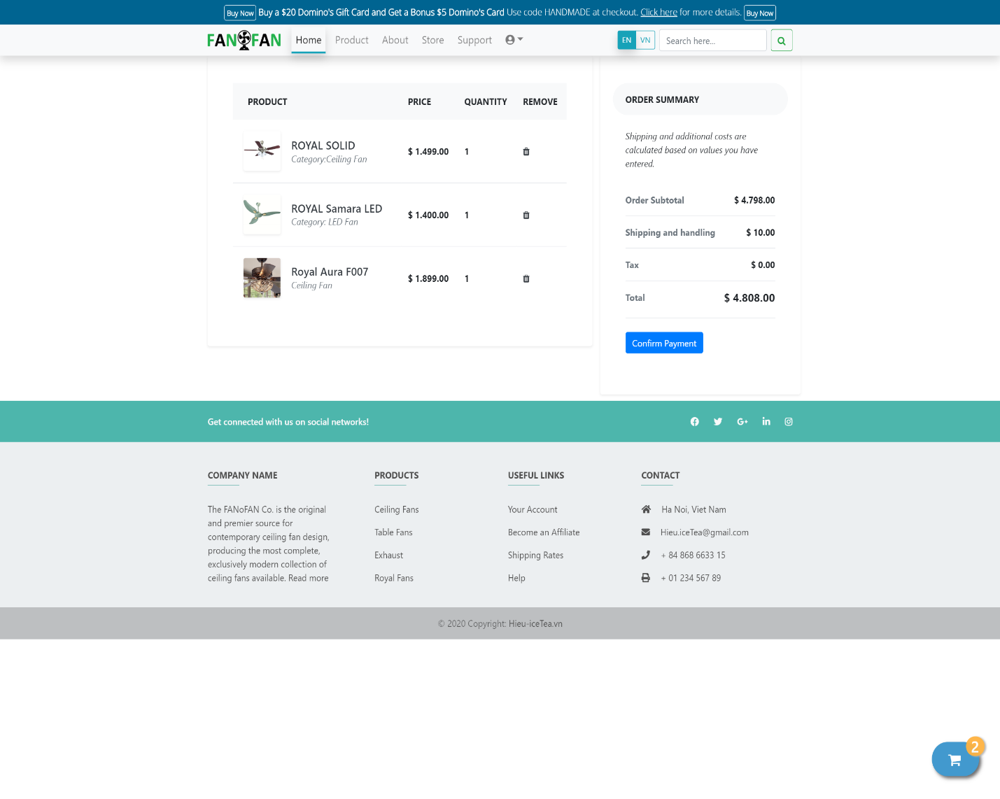 Buy Now Buy a $20 Domino's Gift Card and Get a Bonus $5 Domino's Card Use code HANDMADE at checkout. Click here for more details. Buy Now
FANoFAN Home Product About Store Support EN VN Search here...
PRODUCT PRICE QUANTITY REMOVE
ROYAL SOLID
Category:Ceiling Fan
$ 1.499.00 1
ROYAL Samara LED
Category: LED Fan
$ 1.400.00 1
Royal Aura F007
Ceiling Fan
$ 1.899.00 1
ORDER SUMMARY
Shipping and additional costs are
calculated based on values you have
entered.
Order Subtotal $ 4.798.00
Shipping and handling $ 10.00
Tax $ 0.00
Total $ 4.808.00
Confirm Payment
Get connected with us on social networks!
COMPANY NAME
The FANoFAN Co. is the original
and premier source for
contemporary ceiling fan design,
producing the most complete,
exclusively modern collection of
ceiling fans available. Read more
PRODUCTS
Ceiling Fans
Table Fans
Exhaust
Royal Fans
USEFUL LINKS
Your Account
Become an Affiliate
Shipping Rates
Help
CONTACT
Ha Noi, Viet Nam
Hieu.iceTea@gmail.com
+ 84 868 6633 15
+ 01 234 567 89
© 2020 Copyright: Hieu-iceTea.vn
2